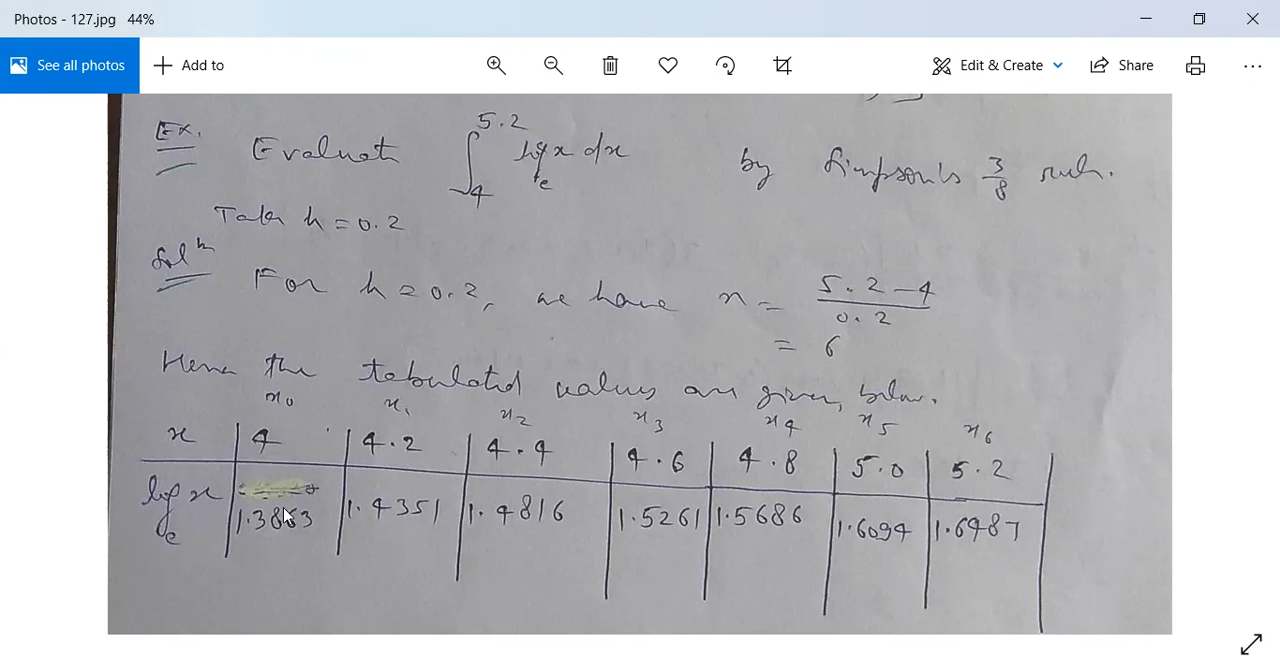 Photos - 127.jpg 44%
See all photos
Add to
Edit & Create
Share
Ex. Evaluate ∫₄^5.2 logₑx dx by Simpson's 3/8 rule.
Take h = 0.2
Solⁿ
For h = 0.2, we have n = (5.2 - 4)/0.2
= 6
Hence the tabulated values are given below.
x₀ x₁ x₂ x₃ x₄ x₅ x₆
x 4 4.2 4.4 4.6 4.8 5.0 5.2
logₑx 1.3863 1.4351 1.4816 1.5261 1.5686 1.6094 1.6487